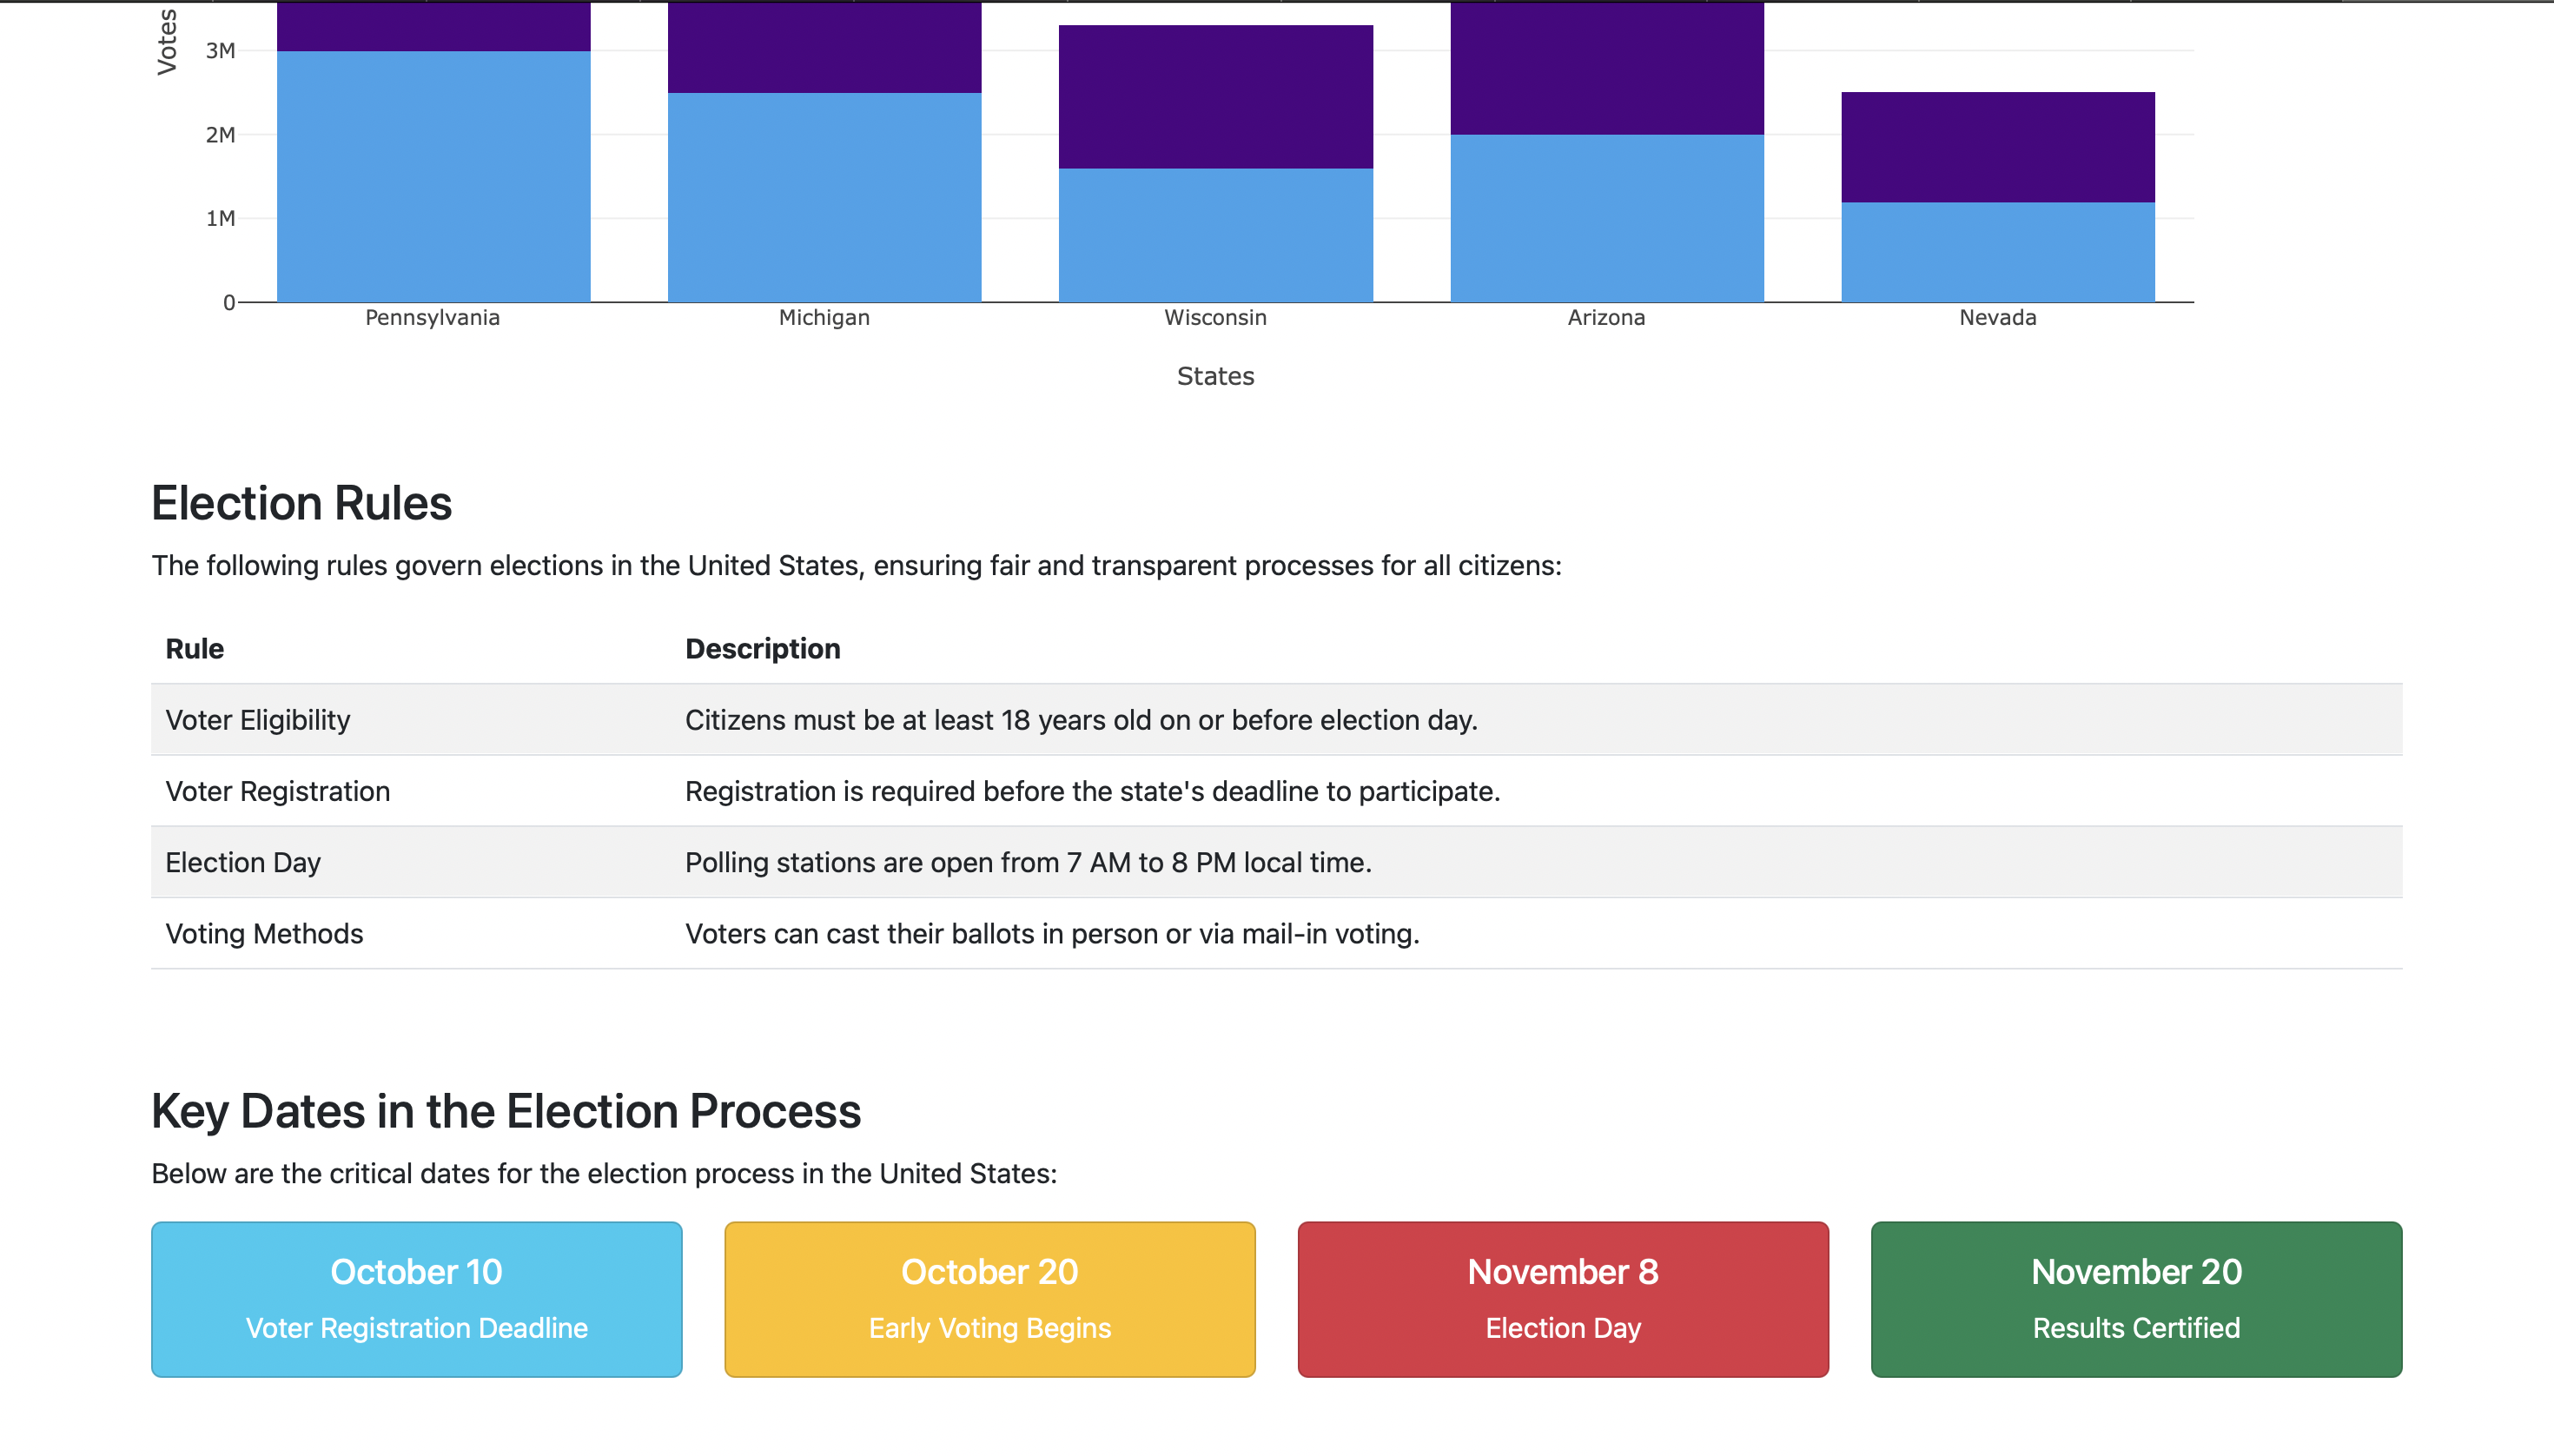 Votes
3M
2M
1M
0
Pennsylvania Michigan Wisconsin Arizona Nevada
States
Election Rules
The following rules govern elections in the United States, ensuring fair and transparent processes for all citizens:
Rule Description
Voter Eligibility Citizens must be at least 18 years old on or before election day.
Voter Registration Registration is required before the state's deadline to participate.
Election Day Polling stations are open from 7 AM to 8 PM local time.
Voting Methods Voters can cast their ballots in person or via mail-in voting.
Key Dates in the Election Process
Below are the critical dates for the election process in the United States:
October 10
Voter Registration Deadline
October 20
Early Voting Begins
November 8
Election Day
November 20
Results Certified